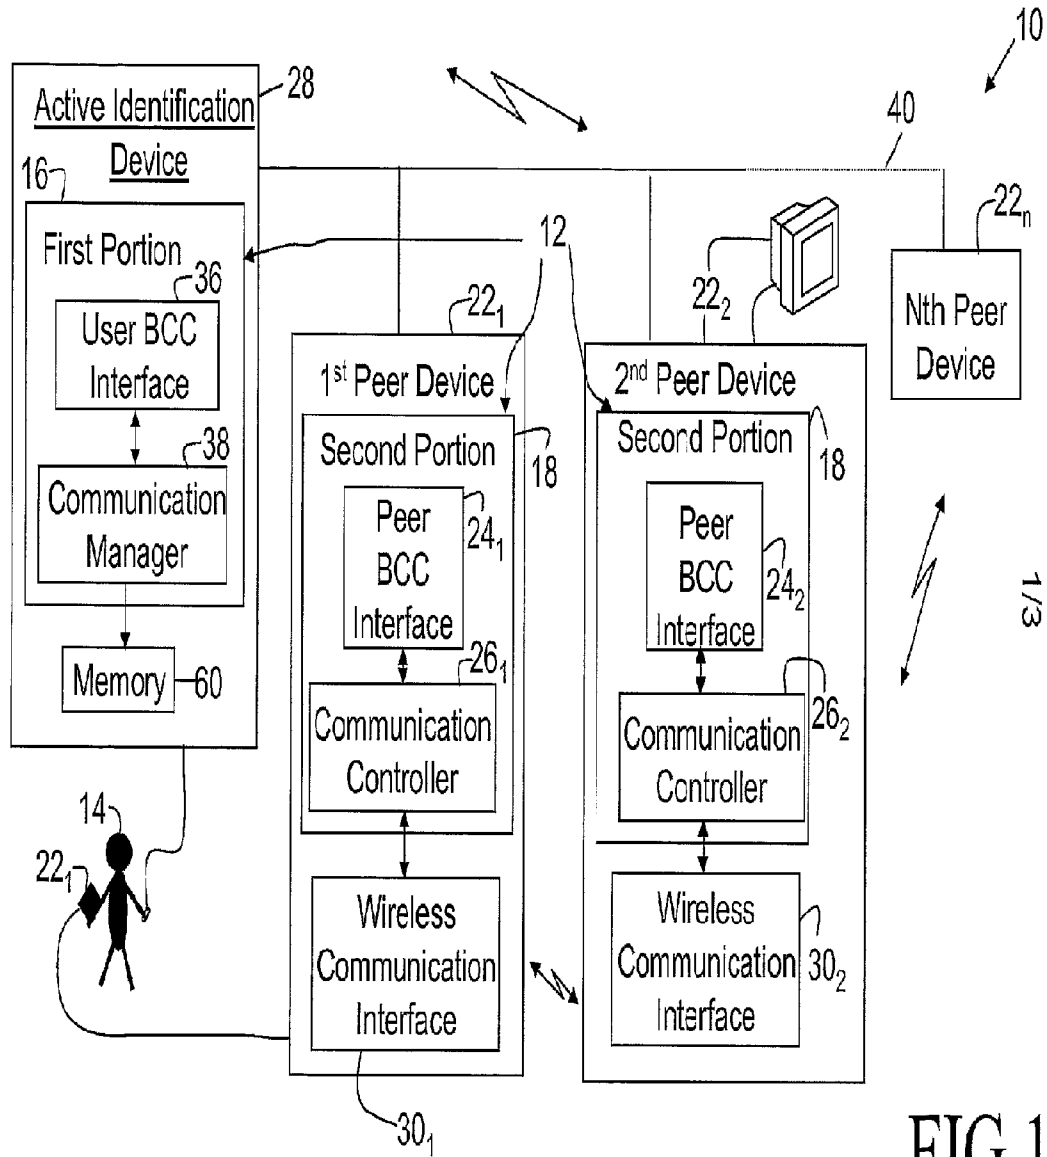 10
28
Active Identification
Device
40
16
First Portion
12
22n
36
User BCC
Interface
22₁
22₂
Nth Peer
Device
1st Peer Device
2nd Peer Device
38
Communication
Manager
Second Portion
18
Second Portion
18
Peer
BCC
Interface
24₁
Peer
BCC
Interface
24₂
1/3
Memory
60
26₁
Communication
Controller
26₂
Communication
Controller
14
22₁
Wireless
Communication
Interface
Wireless
Communication
Interface
30₂
30₁
FIG 1